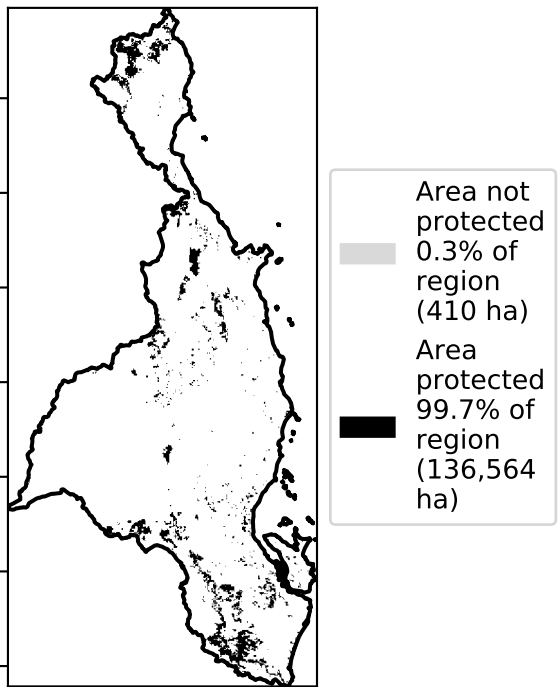 Area not
protected
0.3% of
region
(410 ha)
Area
protected
99.7% of
region
(136,564
ha)